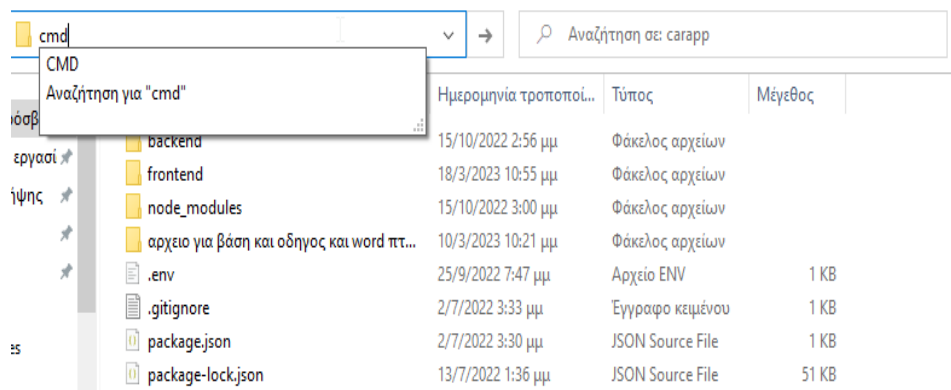 cmd
Αναζήτηση σε: carapp
CMD
Αναζήτηση για "cmd"
Ημερομηνία τροποποί... Τύπος Μέγεθος
backend 15/10/2022 2:56 μμ Φάκελος αρχείων
frontend 18/3/2023 10:55 μμ Φάκελος αρχείων
node_modules 15/10/2022 3:00 μμ Φάκελος αρχείων
αρχειο για βάση και οδηγος και word πτ... 10/3/2023 10:21 μμ Φάκελος αρχείων
.env 25/9/2022 7:47 μμ Αρχείο ENV 1 KB
.gitignore 2/7/2022 3:33 μμ Έγγραφο κειμένου 1 KB
package.json 2/7/2022 3:30 μμ JSON Source File 1 KB
package-lock.json 13/7/2022 1:36 μμ JSON Source File 51 KB